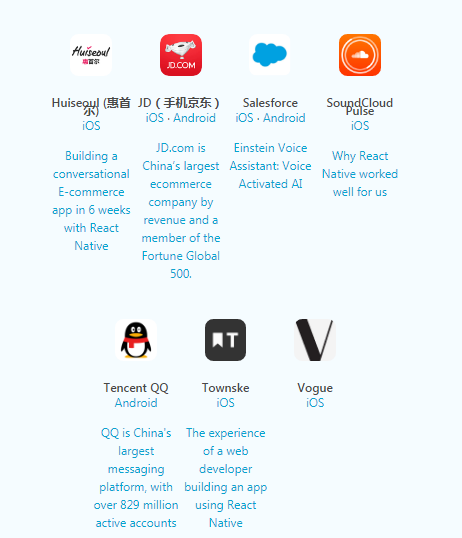 Huiseoul
惠首尔
JD.COM
Huiseoul (惠首
尔)
iOS
Building a
conversational
E-commerce
app in 6 weeks
with React
Native
JD（手机京东）
iOS · Android
JD.com is
China's largest
ecommerce
company by
revenue and a
member of the
Fortune Global
500.
Salesforce
iOS · Android
Einstein Voice
Assistant: Voice
Activated AI
SoundCloud
Pulse
iOS
Why React
Native worked
well for us
Tencent QQ
Android
QQ is China's
largest
messaging
platform, with
over 829 million
active accounts
T
Townske
iOS
The experience
of a web
developer
building an app
using React
Native
V
Vogue
iOS